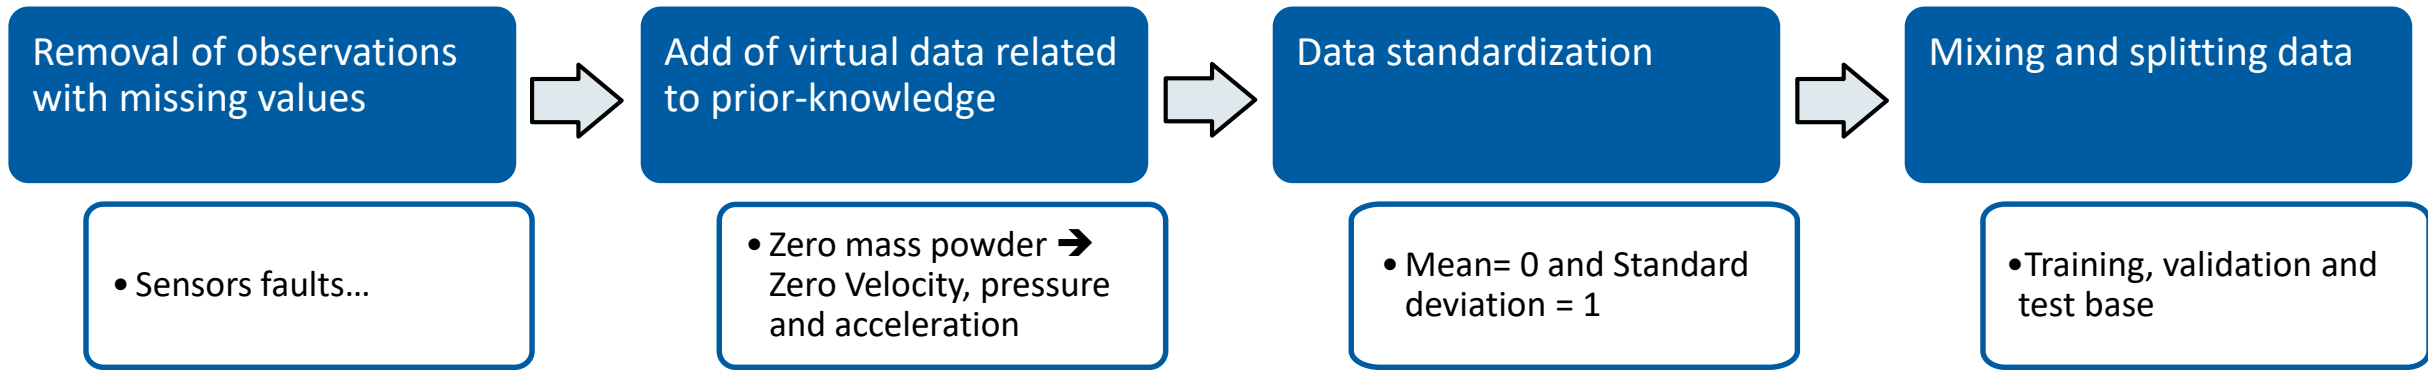 Removal of observations
with missing values
• Sensors faults...
Add of virtual data related
to prior-knowledge
• Zero mass powder ➔
Zero Velocity, pressure
and acceleration
Data standardization
• Mean= 0 and Standard
deviation = 1
Mixing and splitting data
•Training, validation and
test base